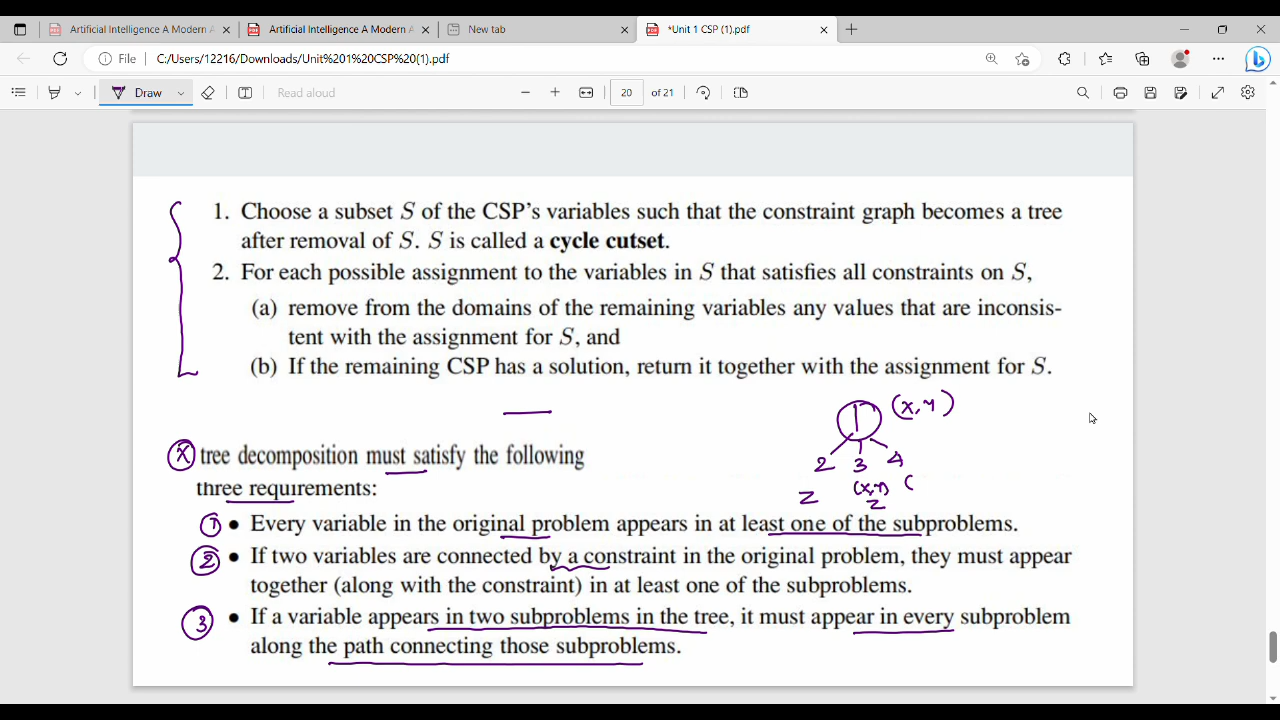 Artificial Intelligence A Modern A
Artificial Intelligence A Modern A
New tab
*Unit 1 CSP (1).pdf
File
C:/Users/12216/Downloads/Unit%201%20CSP%20(1).pdf
Draw
Read aloud
20
of 21
1. Choose a subset S of the CSP's variables such that the constraint graph becomes a tree
after removal of S. S is called a cycle cutset.
2. For each possible assignment to the variables in S that satisfies all constraints on S,
(a) remove from the domains of the remaining variables any values that are inconsis-
tent with the assignment for S, and
(b) If the remaining CSP has a solution, return it together with the assignment for S.
1 (x, y)
2 3 4
z (x,y) (
z
X tree decomposition must satisfy the following
three requirements:
1 • Every variable in the original problem appears in at least one of the subproblems.
2 • If two variables are connected by a constraint in the original problem, they must appear
together (along with the constraint) in at least one of the subproblems.
3 • If a variable appears in two subproblems in the tree, it must appear in every subproblem
along the path connecting those subproblems.